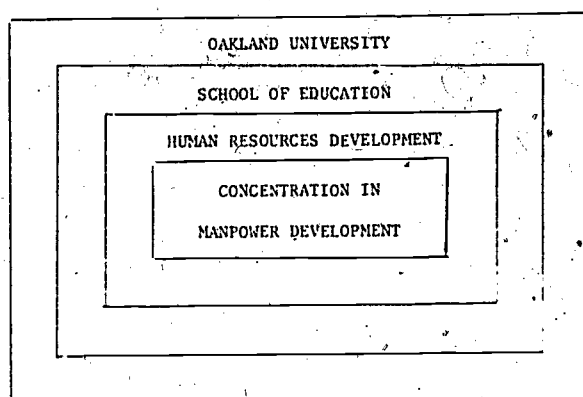 OAKLAND UNIVERSITY
SCHOOL OF EDUCATION
HUMAN RESOURCES DEVELOPMENT
CONCENTRATION IN
MANPOWER DEVELOPMENT